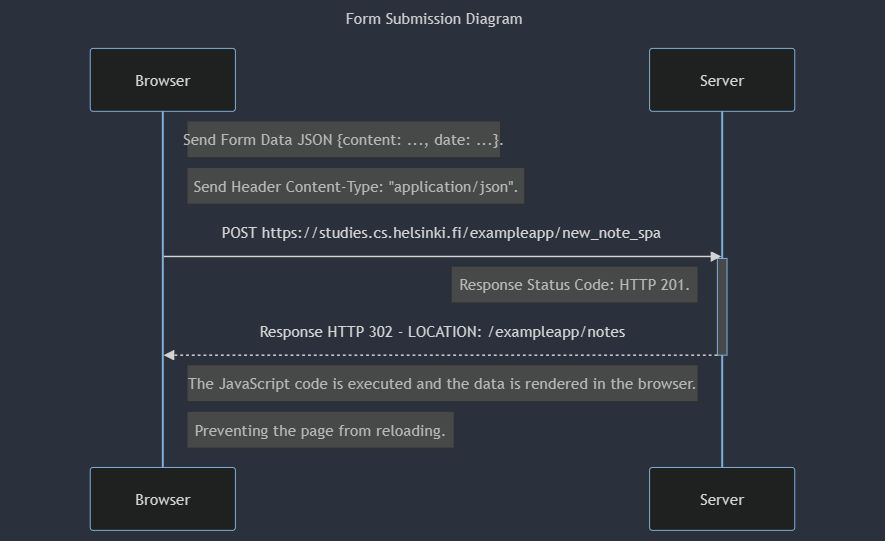 Form Submission Diagram
Browser
Server
Send Form Data JSON {content: ..., date: ...}.
Send Header Content-Type: "application/json".
POST https://studies.cs.helsinki.fi/exampleapp/new_note_spa
Response Status Code: HTTP 201.
Response HTTP 302 - LOCATION: /exampleapp/notes
The JavaScript code is executed and the data is rendered in the browser.
Preventing the page from reloading.
Browser
Server